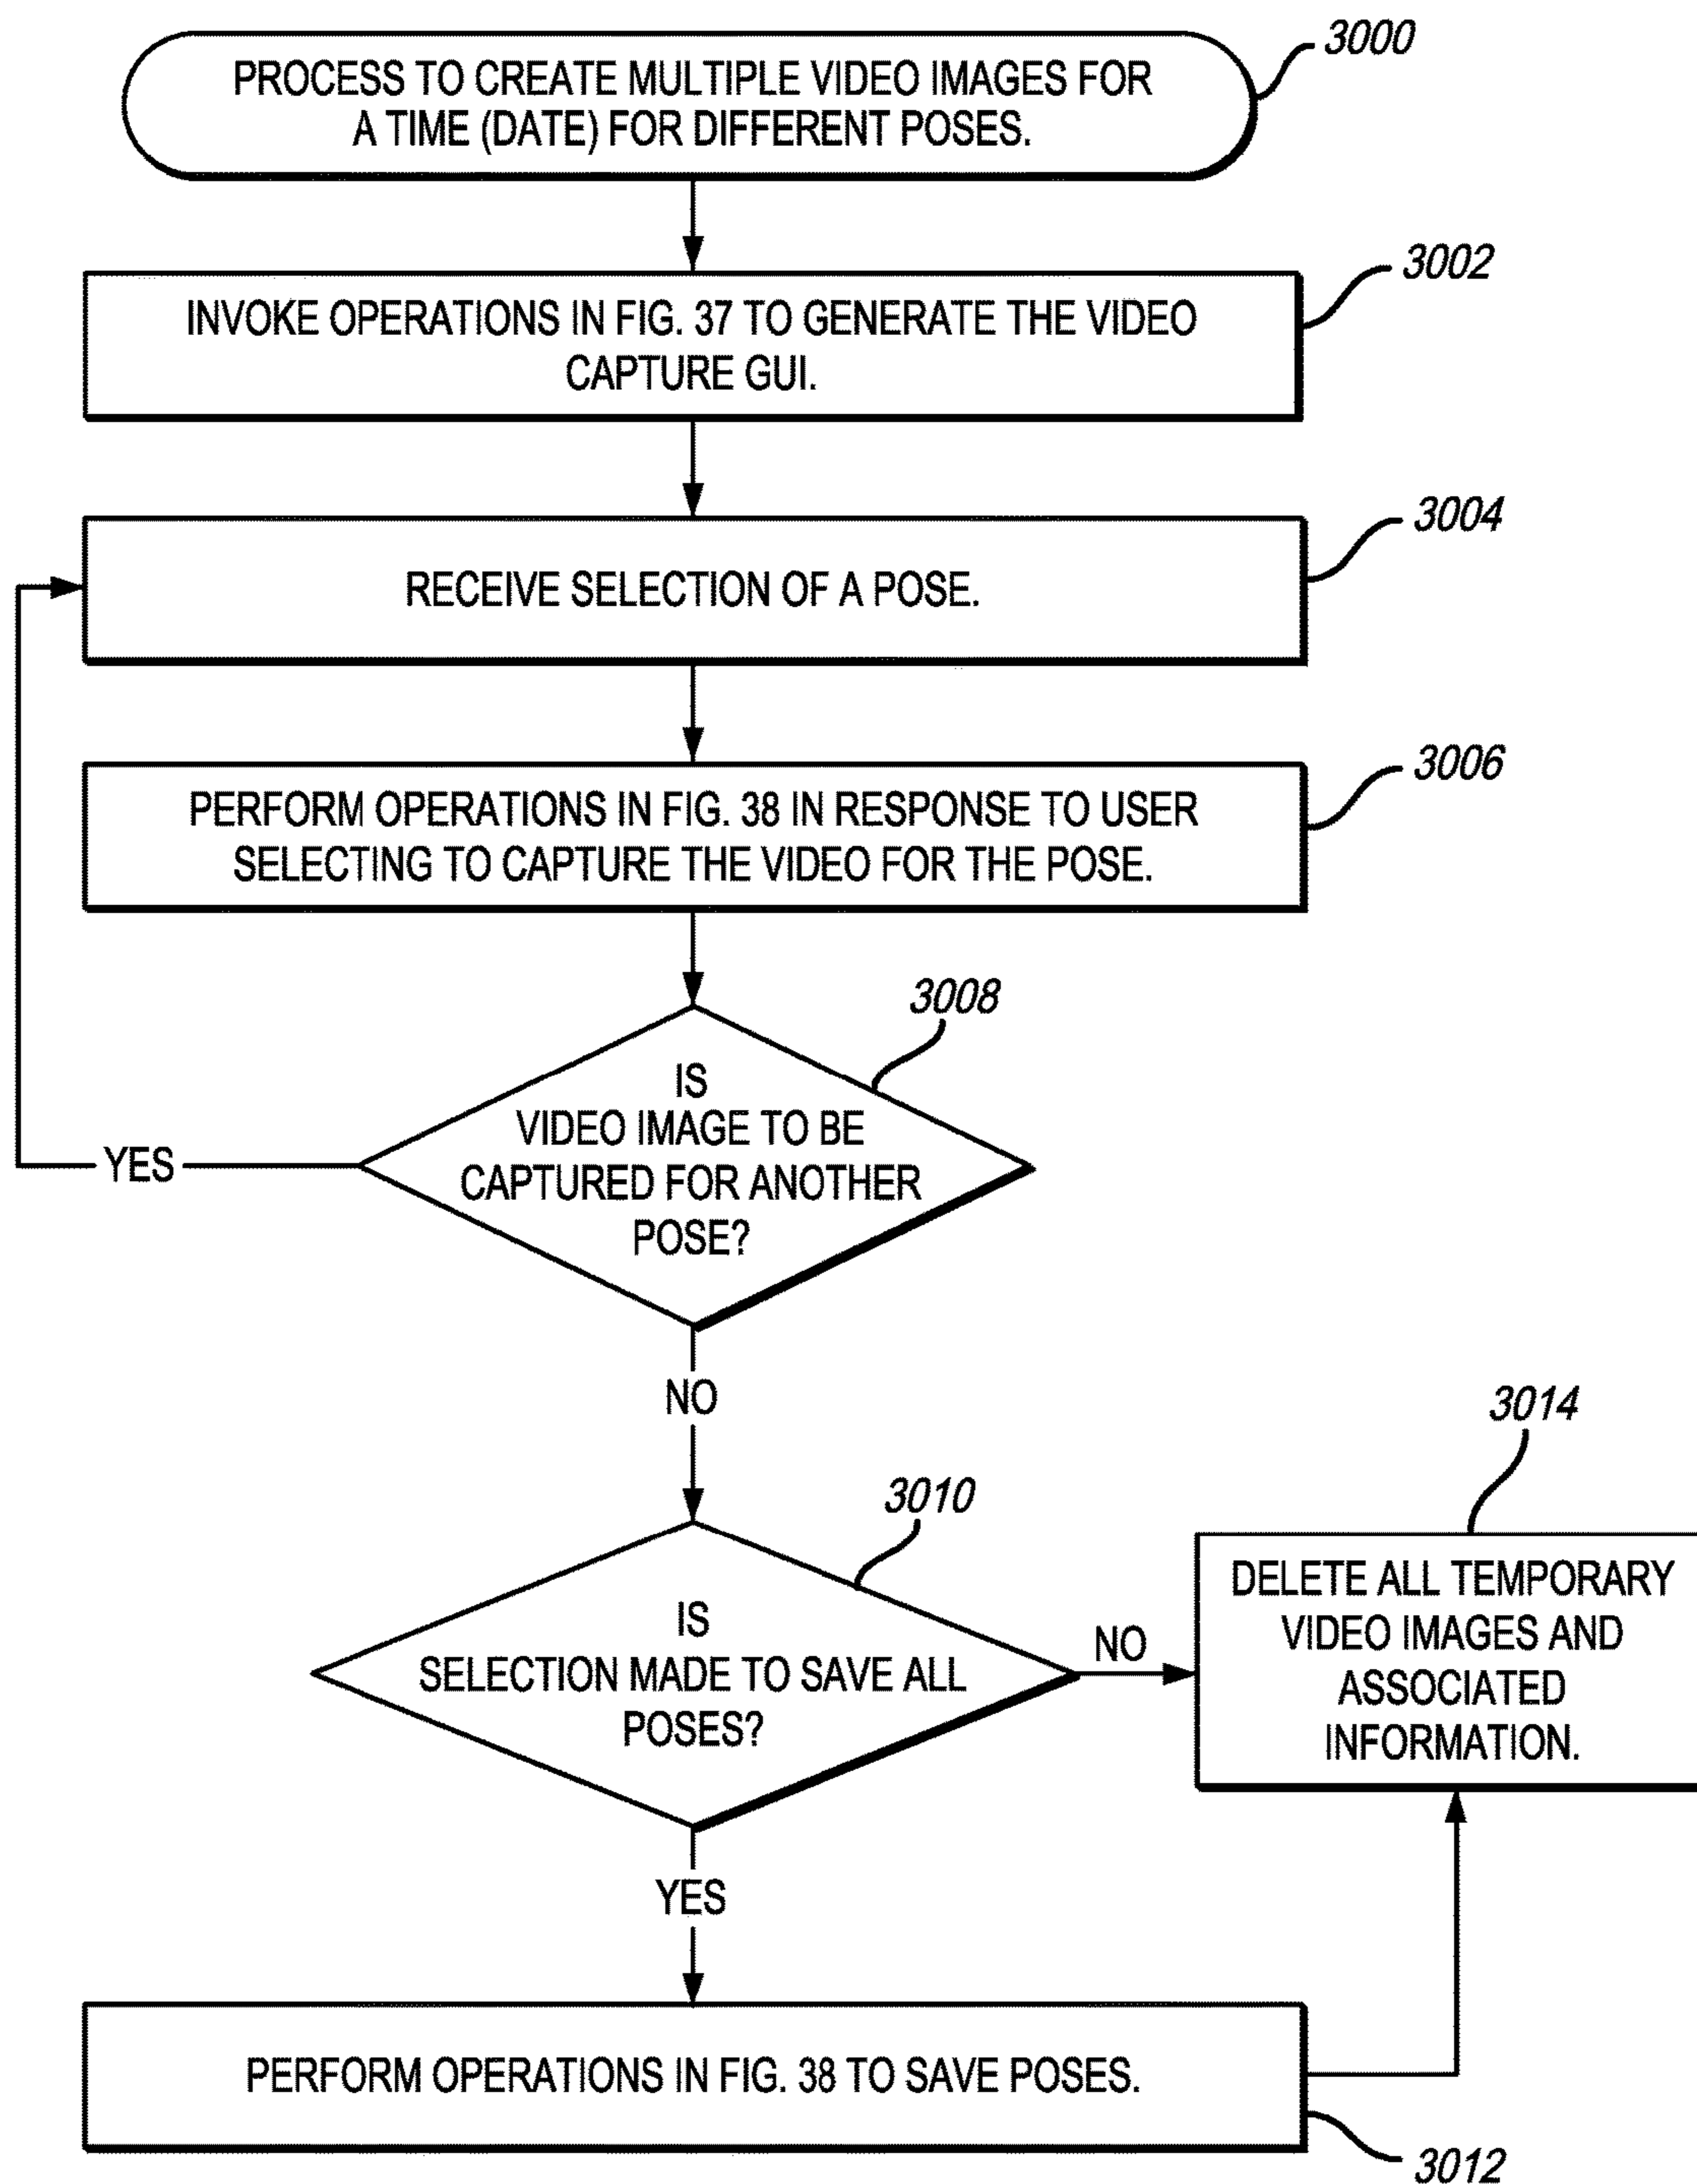 3000
PROCESS TO CREATE MULTIPLE VIDEO IMAGES FOR
A TIME (DATE) FOR DIFFERENT POSES.
3002
INVOKE OPERATIONS IN FIG. 37 TO GENERATE THE VIDEO
CAPTURE GUI.
3004
RECEIVE SELECTION OF A POSE.
3006
PERFORM OPERATIONS IN FIG. 38 IN RESPONSE TO USER
SELECTING TO CAPTURE THE VIDEO FOR THE POSE.
3008
IS
VIDEO IMAGE TO BE
CAPTURED FOR ANOTHER
POSE?
YES
NO
3010
IS
SELECTION MADE TO SAVE ALL
POSES?
NO
3014
DELETE ALL TEMPORARY
VIDEO IMAGES AND
ASSOCIATED
INFORMATION.
YES
PERFORM OPERATIONS IN FIG. 38 TO SAVE POSES.
3012